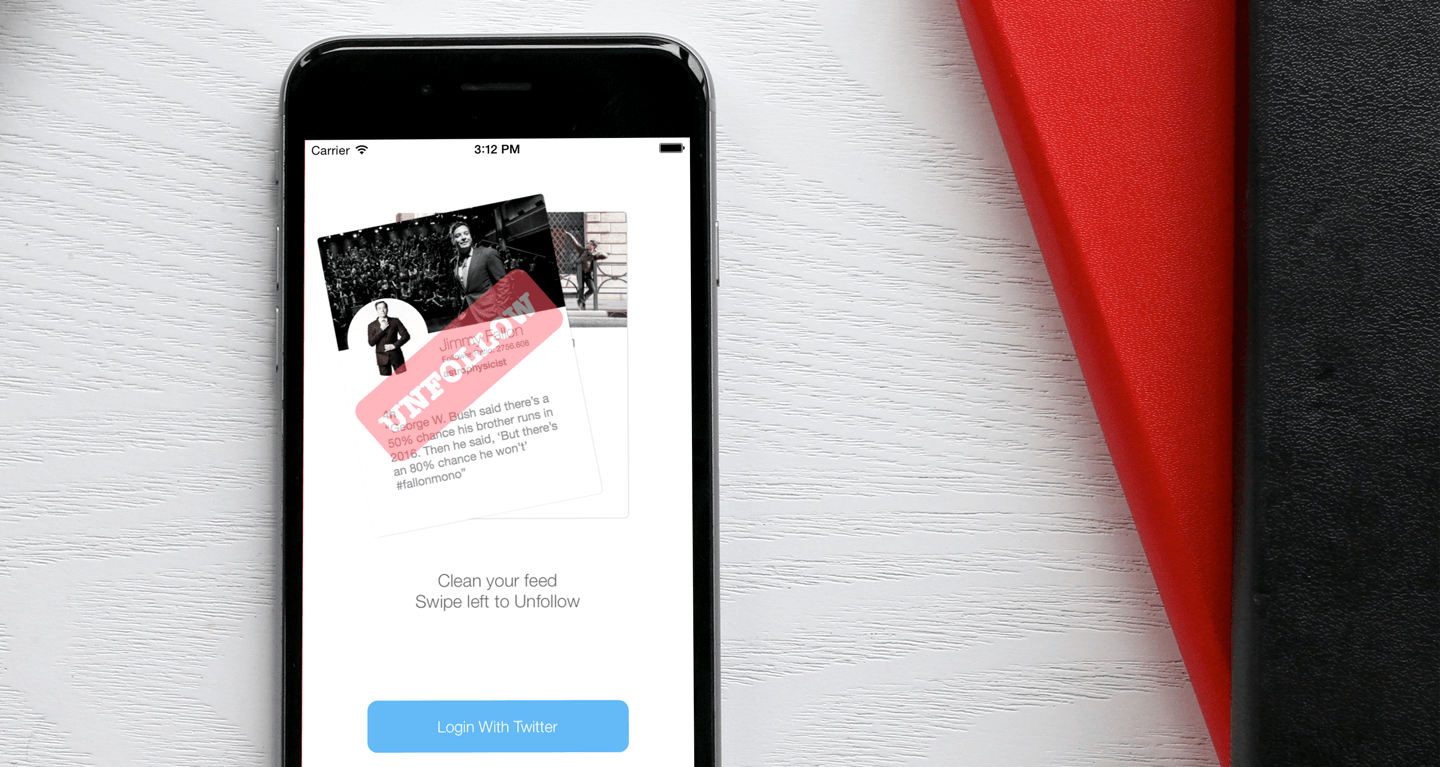 Carrier
3:12 PM
Jimmy Fallon
2756.606
astrophysicist
UNFOLLOW
4h
"George W. Bush said there's a
50% chance his brother runs in
2016. Then he said, 'But there's
an 80% chance he won't'
#fallonmono"
Clean your feed
Swipe left to Unfollow
Login With Twitter